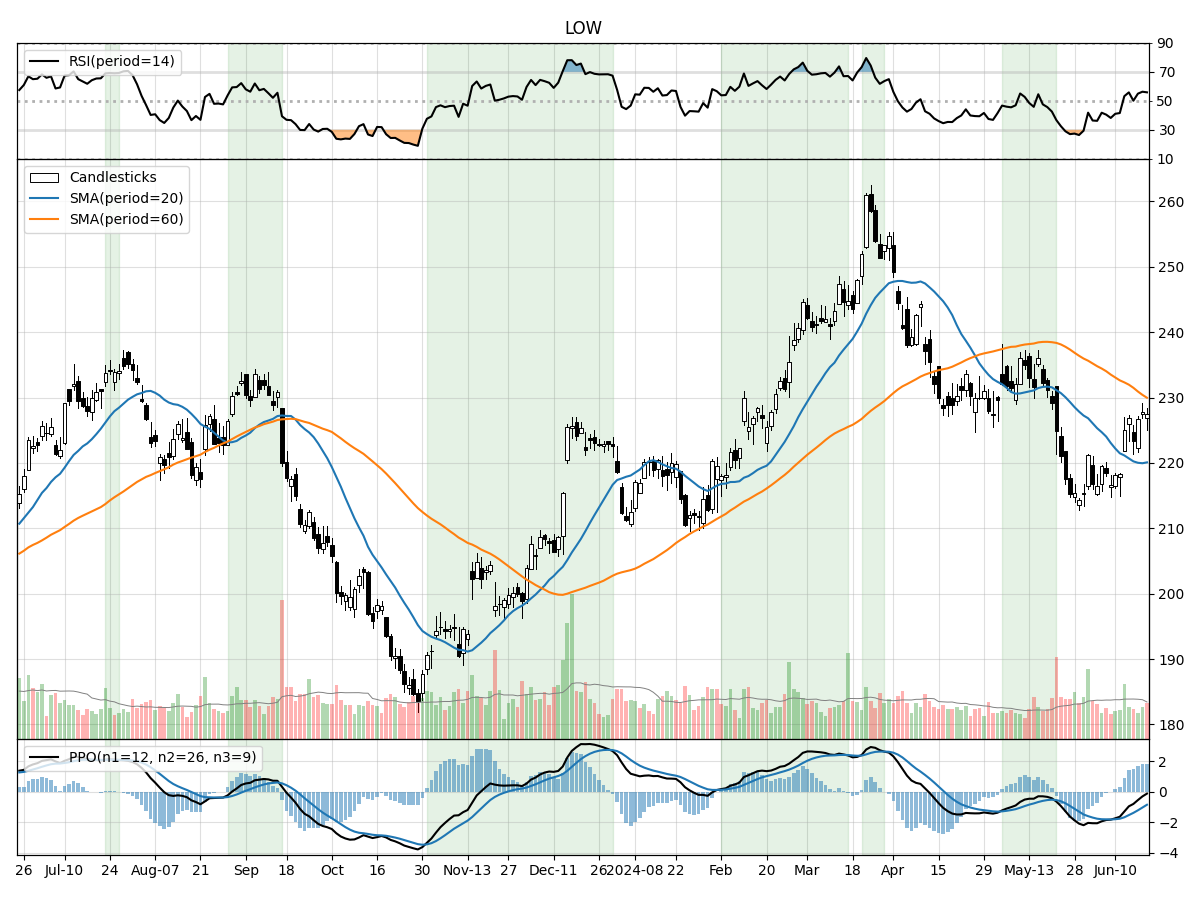 LOW
RSI(period=14)
90
70
50
30
10
Candlesticks
SMA(period=20)
SMA(period=60)
260
250
240
230
220
210
200
190
180
PPO(n1=12, n2=26, n3=9)
2
0
−2
−4
26 Jul-10 24 Aug-07 21 Sep 18 Oct 16 30 Nov-13 27 Dec-11 26 2024-08 22 Feb 20 Mar 18 Apr 15 29 May-13 28 Jun-10